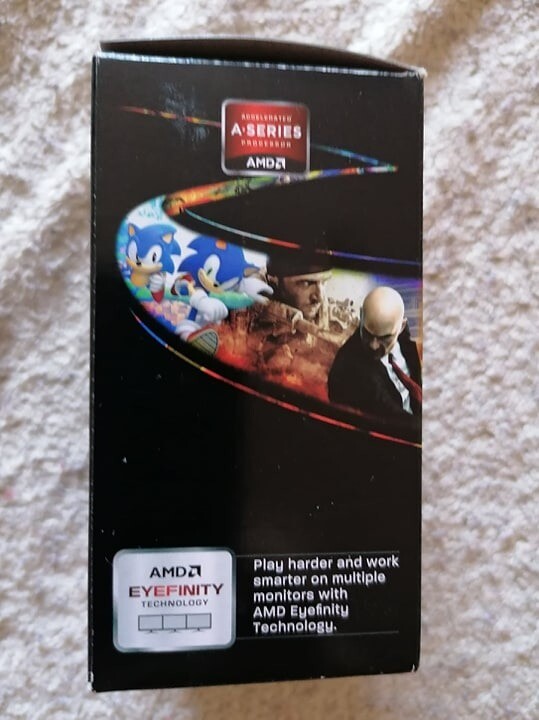 ACCELERATED
A-SERIES
PROCESSOR
AMD
AMD
EYEFINITY
TECHNOLOGY
Play harder and work
smarter on multiple
monitors with
AMD Eyefinity
Technology.